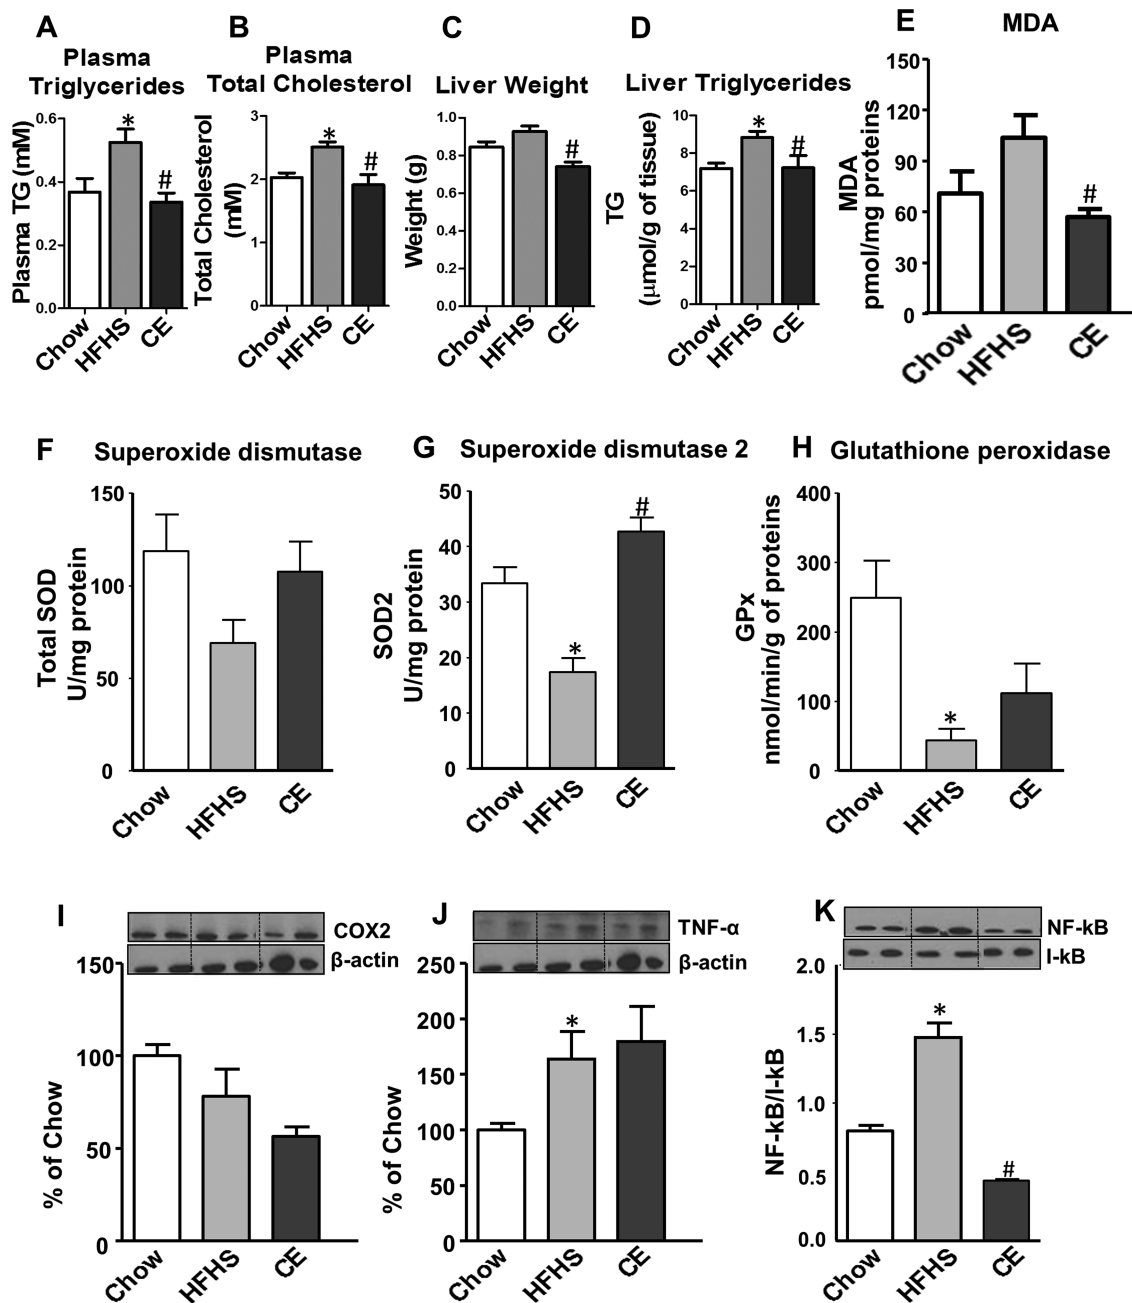 A
Plasma
Triglycerides
Plasma TG (mM)
0.6
0.4
0.2
0.0
*
#
Chow
HFHS
CE
B
Plasma
Total Cholesterol
Total Cholesterol
(mM)
3
2
1
0
*
#
Chow
HFHS
CE
C
Liver Weight
Weight (g)
1.0
0.8
0.6
0.4
0.2
0.0
#
Chow
HFHS
CE
D
Liver Triglycerides
TG
(µmol/g of tissue)
10
8
6
4
2
0
*
#
Chow
HFHS
CE
E
MDA
MDA
pmol/mg proteins
150
120
90
60
30
0
#
Chow
HFHS
CE
F
Superoxide dismutase
Total SOD
U/mg protein
150
100
50
0
Chow
HFHS
CE
G
Superoxide dismutase 2
SOD2
U/mg protein
50
40
30
20
10
0
*
#
Chow
HFHS
CE
H
Glutathione peroxidase
GPx
nmol/min/g of proteins
400
300
200
100
0
*
Chow
HFHS
CE
I
COX2
β-actin
% of Chow
150
100
50
0
Chow
HFHS
CE
J
TNF-α
β-actin
% of Chow
250
200
150
100
50
0
*
Chow
HFHS
CE
K
NF-kB
I-kB
NF-kB/I-kB
2.0
1.5
1.0
0.5
0.0
*
#
Chow
HFHS
CE